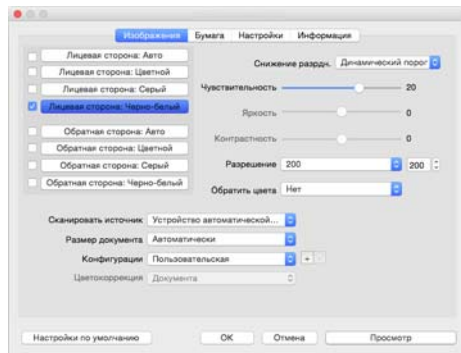 Изображения Бумага Настройки Информация
Лицевая сторона: Авто
Лицевая сторона: Цветной
Лицевая сторона: Серый
Лицевая сторона: Черно-белый
Обратная сторона: Авто
Обратная сторона: Цветной
Обратная сторона: Серый
Обратная сторона: Черно-белый
Снижение разрдн. Динамический порог
Чувствительность 20
Яркость 0
Контрастность 0
Разрешение 200 200
Обратить цвета Нет
Сканировать источник Устройство автоматической...
Размер документа Автоматически
Конфигурации Пользовательская +
Цветокоррекция Документа
Настройки по умолчанию ОК Отмена Просмотр